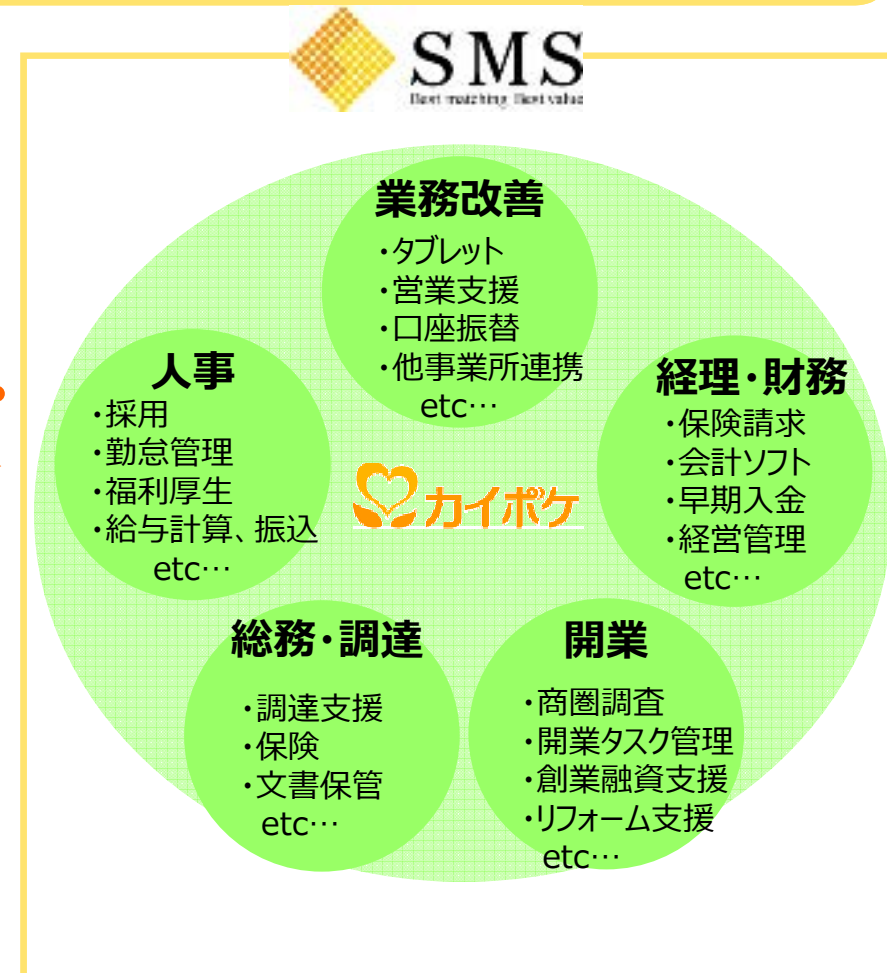 SMS
Best matching Best value
業務改善
・タブレット
・営業支援
・口座振替
・他事業所連携
etc…
人事
・採用
・勤怠管理
・福利厚生
・給与計算、振込
etc…
経理・財務
・保険請求
・会計ソフト
・早期入金
・経営管理
etc…
カイポケ
総務・調達
・調達支援
・保険
・文書保管
etc…
開業
・商圏調査
・開業タスク管理
・創業融資支援
・リフォーム支援
etc…